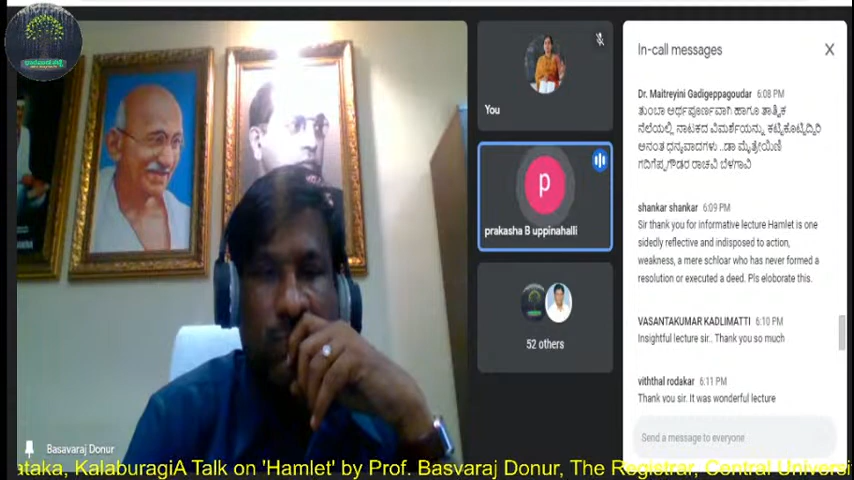 You
prakasha B uppinahalli
52 others
Basavaraj Donur
In-call messages
Dr. Maitreyini Gadigeppagoudar 6:08 PM
ತುಂಬಾ ಅರ್ಥಪೂರ್ಣವಾಗಿ ಹಾಗೂ ತಾತ್ವಿಕ
ನೆಲೆಯಲ್ಲಿ ನಾಟಕದ ವಿಮರ್ಶೆಯನ್ನು ಕಟ್ಟಿಕೊಟ್ಟಿದ್ದಿರಿ
ಅನಂತ ಧನ್ಯವಾದಗಳು ..ಡಾ ಮೈತ್ರೇಯಿಣಿ
ಗದಿಗೆಪ್ಪಗೌಡರ ರಾಚವಿ ಬೆಳಗಾವಿ
shankar shankar 6:09 PM
Sir thank you for informative lecture Hamlet is one
sidedly reflective and indisposed to action,
weakness, a mere schloar who has never formed a
resolution or executed a deed. Pls eloborate this.
VASANTAKUMAR KADLIMATTI 6:10 PM
Insightful lecture sir.. Thank you so much
viththal rodakar 6:11 PM
Thank you sir. It was wonderful lecture
Send a message to everyone
ataka, KalaburagiA Talk on 'Hamlet' by Prof. Basvaraj Donur, The Registrar, Central Universi